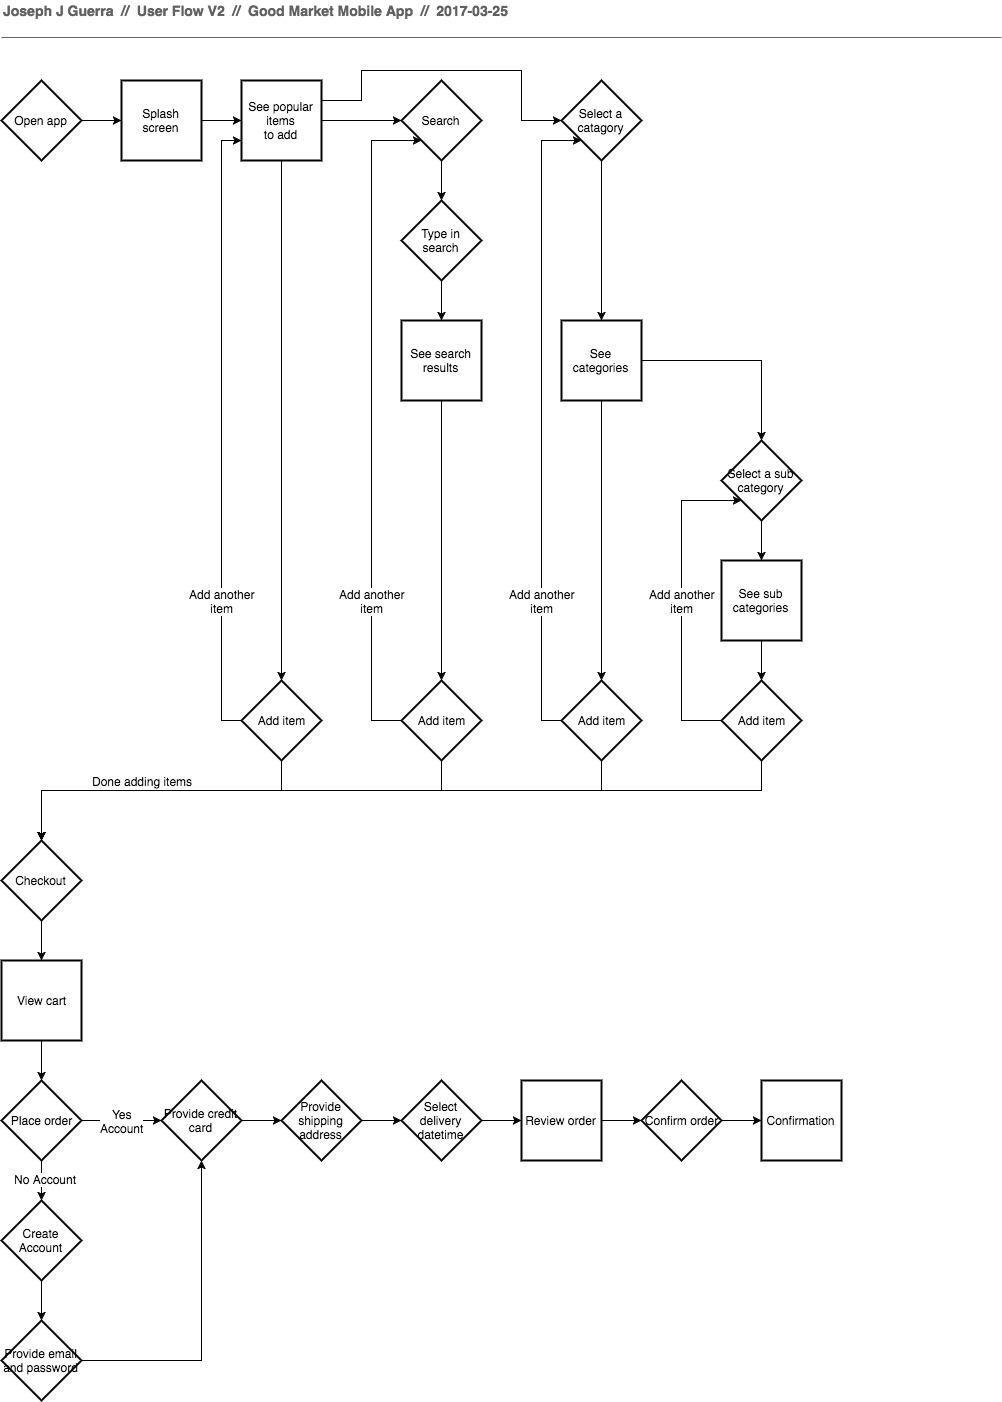 Joseph J Guerra // User Flow V2 // Good Market Mobile App // 2017-03-25
Open app
Splash
screen
See popular
items
to add
Search
Select a
catagory
Type in
search
See search
results
See
categories
Select a sub
category
See sub
categories
Add another
item
Add another
item
Add another
item
Add another
item
Add item
Add item
Add item
Add item
Done adding items
Checkout
View cart
Place order
Yes
Account
Provide credit
card
Provide
shipping
address
Select
delivery
datetime
Review order
Confirm order
Confirmation
No Account
Create
Account
Provide email
and password